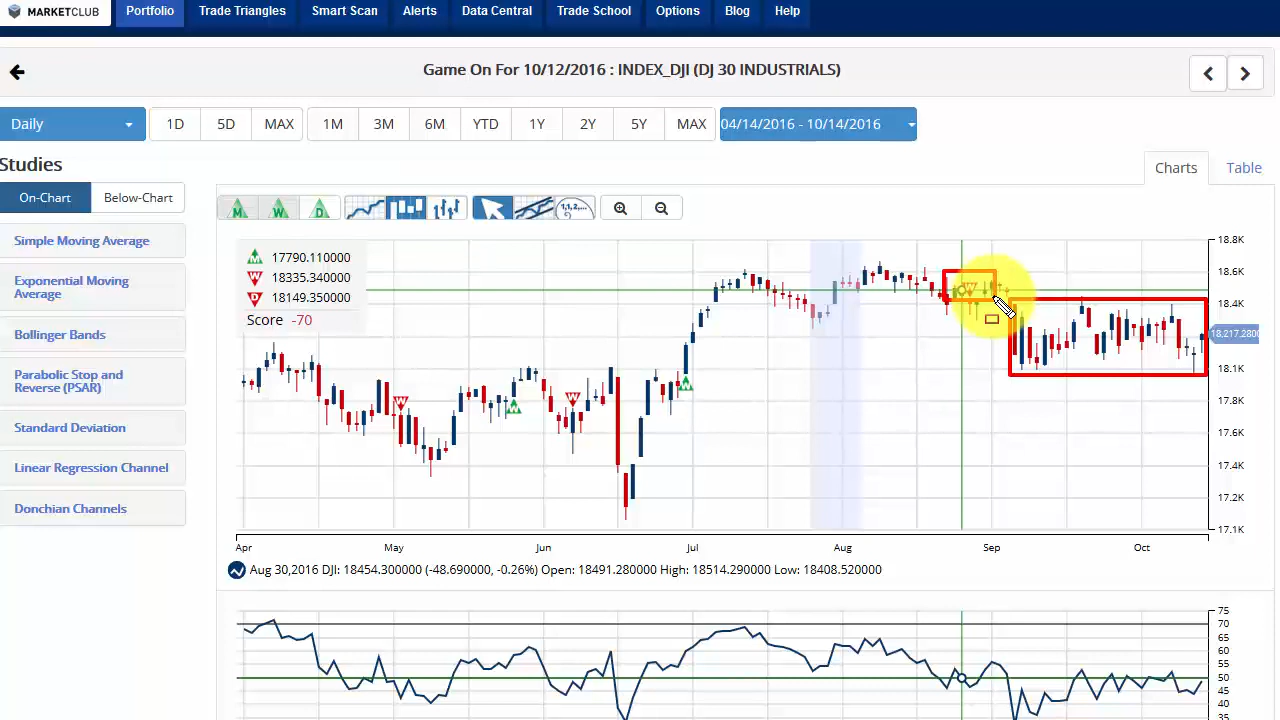 MARKETCLUB
Portfolio Trade Triangles Smart Scan Alerts Data Central Trade School Options Blog Help
Game On For 10/12/2016 : INDEX_DJI (DJ 30 INDUSTRIALS)
Daily 1D 5D MAX 1M 3M 6M YTD 1Y 2Y 5Y MAX 04/14/2016 - 10/14/2016
Studies
Charts Table
On-Chart Below-Chart
M W D 1,1,2,...
Simple Moving Average
Exponential Moving
Average
Bollinger Bands
Parabolic Stop and
Reverse (PSAR)
Standard Deviation
Linear Regression Channel
Donchian Channels
M 17790.110000
W 18335.340000
D 18149.350000
Score -70
18.8K
18.6K
18.4K
18,217.2800
18.1K
17.8K
17.6K
17.4K
17.2K
17.1K
Apr May Jun Jul Aug Sep Oct
Aug 30,2016 DJI: 18454.300000 (-48.690000, -0.26%) Open: 18491.280000 High: 18514.290000 Low: 18408.520000
75
70
65
60
55
50
45
40
35